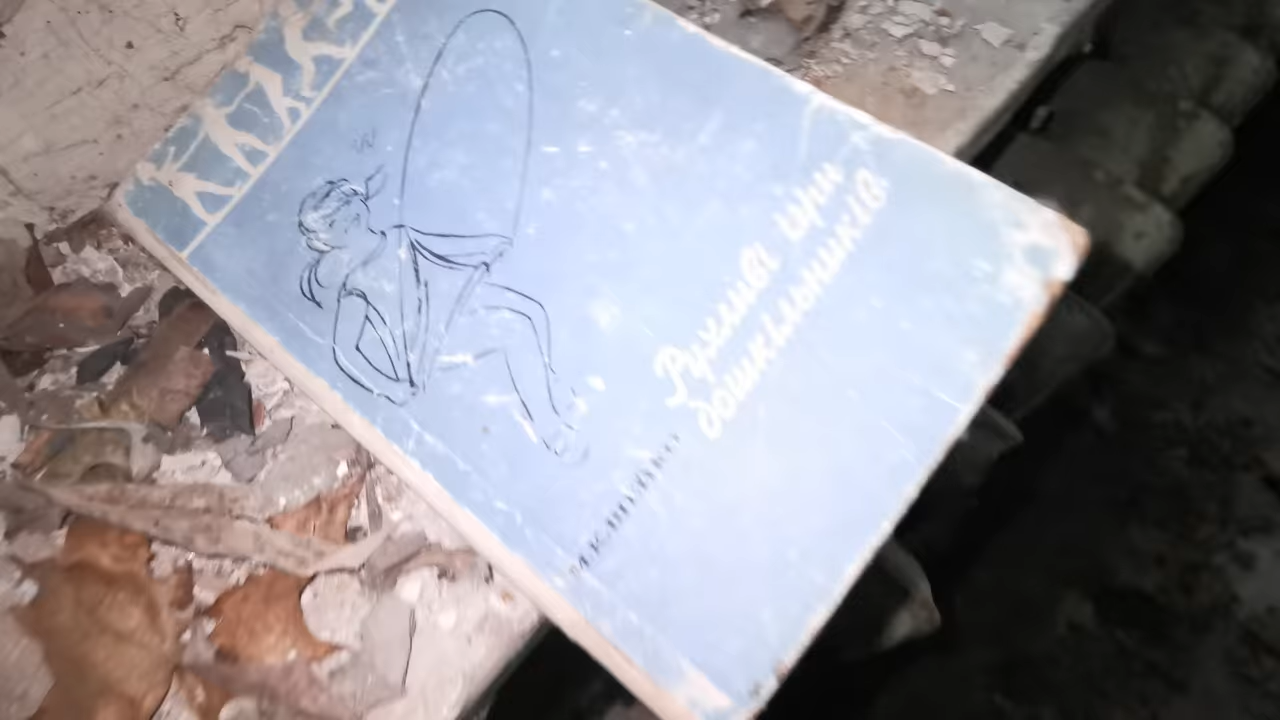 Рухливі ігри
дошкільників